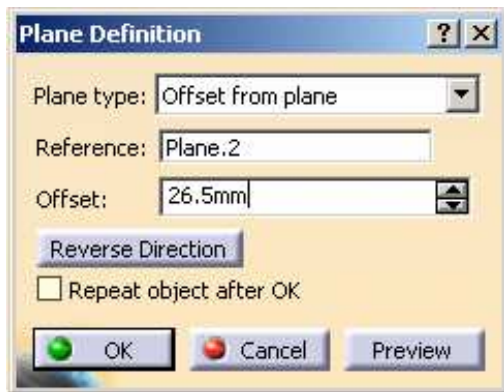 Plane Definition ? X
Plane type: Offset from plane
Reference: Plane.2
Offset: 26.5mm
Reverse Direction
Repeat object after OK
OK Cancel Preview